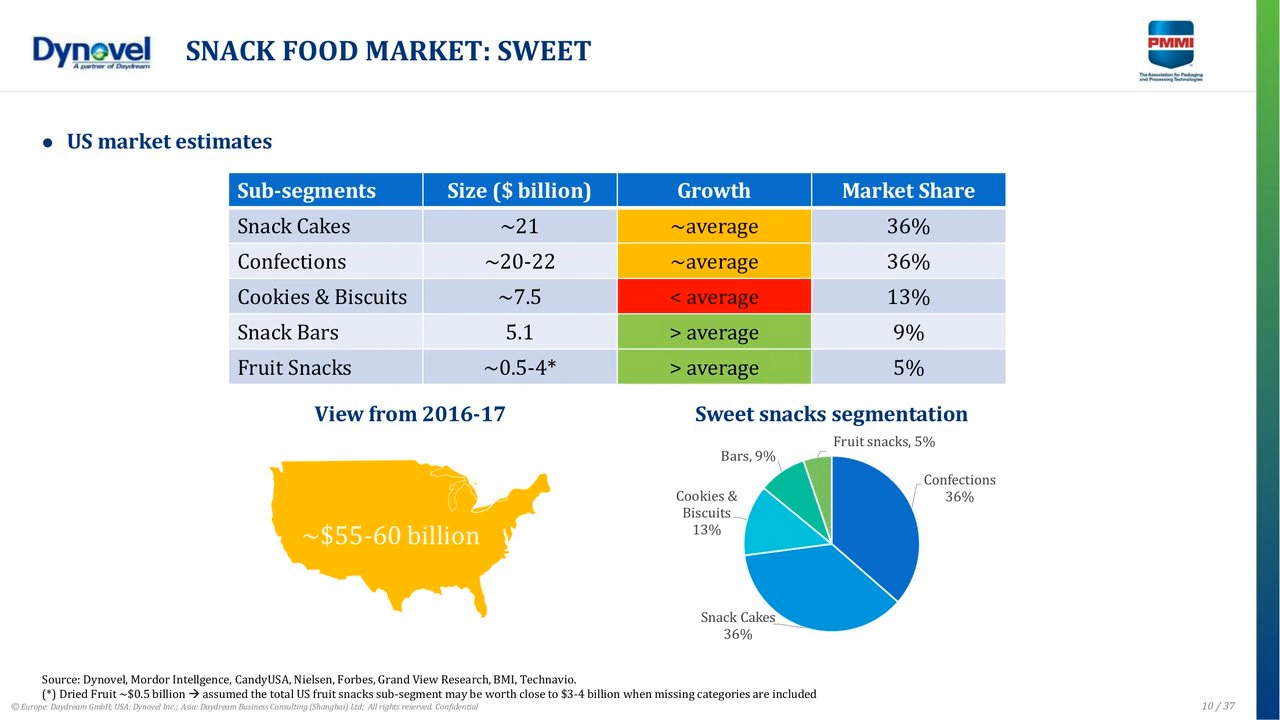 Dynovel
A partner of Daydream
SNACK FOOD MARKET: SWEET
PMMI
The Association for Packaging
and Processing Technologies
● US market estimates
Sub-segments Size ($ billion) Growth Market Share
Snack Cakes ~21 ~average 36%
Confections ~20-22 ~average 36%
Cookies & Biscuits ~7.5 < average 13%
Snack Bars 5.1 > average 9%
Fruit Snacks ~0.5-4* > average 5%
View from 2016-17
~$55-60 billion
Sweet snacks segmentation
Fruit snacks, 5%
Bars, 9%
Confections
36%
Cookies &
Biscuits
13%
Snack Cakes
36%
Source: Dynovel, Mordor Intellgence, CandyUSA, Nielsen, Forbes, Grand View Research, BMI, Technavio.
(*) Dried Fruit ~$0.5 billion → assumed the total US fruit snacks sub-segment may be worth close to $3-4 billion when missing categories are included
© Europe: Daydream GmbH; USA: Dynovel Inc.; Asia: Daydream Business Consulting (Shanghai) Ltd; All rights reserved. Confidential
10 / 37